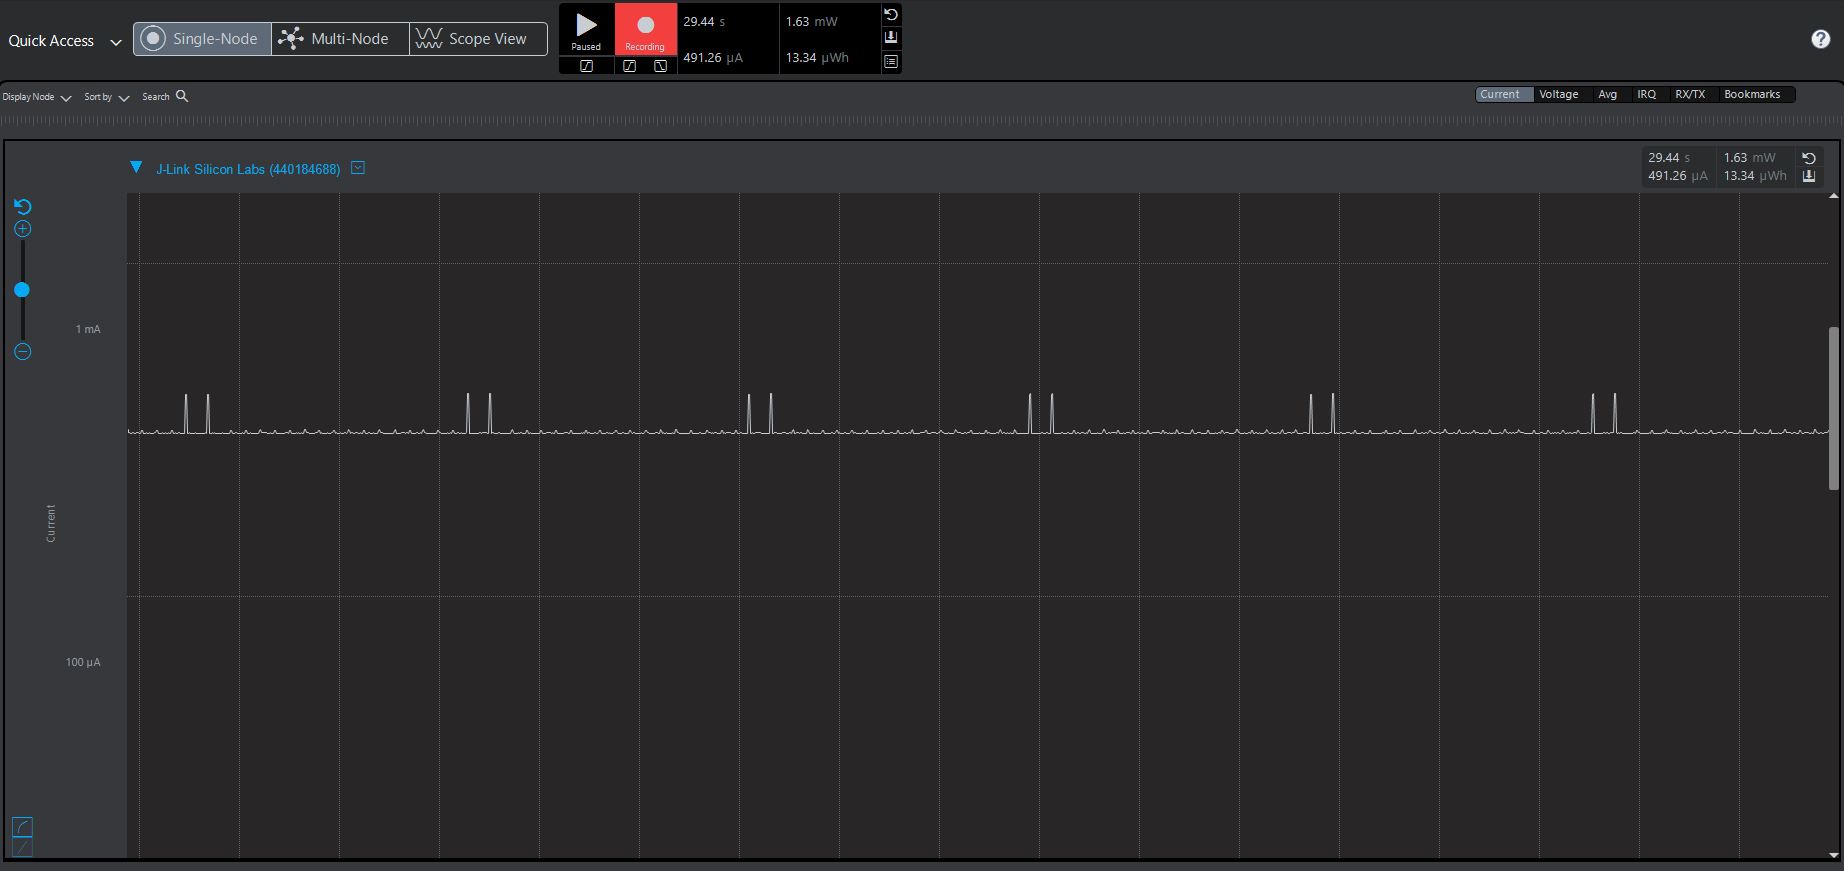 Quick Access
Single-Node
Multi-Node
Scope View
Paused
Recording
29.44 s
1.63 mW
491.26 µA
13.34 µWh
?
Display Node
Sort by
Search
Current
Voltage
Avg
IRQ
RX/TX
Bookmarks
J-Link Silicon Labs (440184688)
29.44 s
1.63 mW
491.26 µA
13.34 µWh
1 mA
Current
100 µA